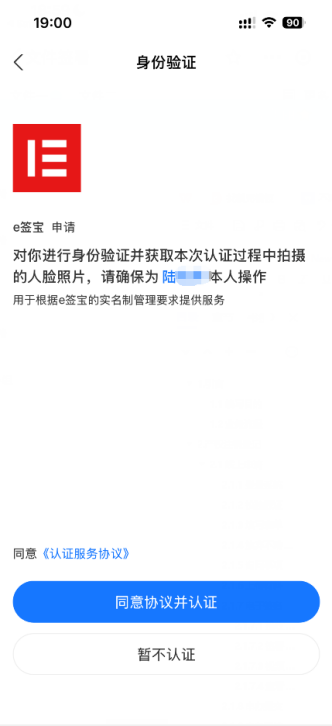 19:00
90
身份验证
e签宝 申请
对你进行身份验证并获取本次认证过程中拍摄
的人脸照片，请确保为 陆 本人操作
用于根据e签宝的实名制管理要求提供服务
同意《认证服务协议》
同意协议并认证
暂不认证